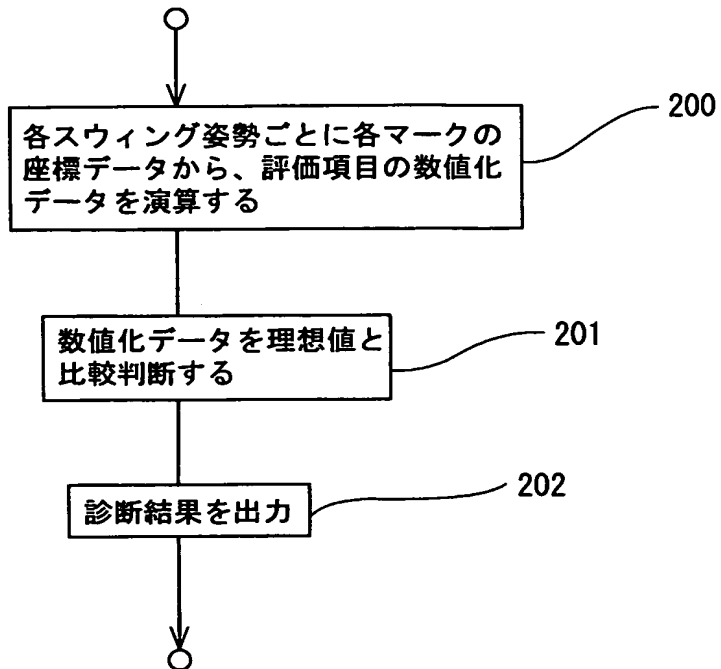 各スウィング姿勢ごとに各マークの
座標データから、評価項目の数値化
データを演算する
200
数値化データを理想値と
比較判断する
201
診断結果を出力
202